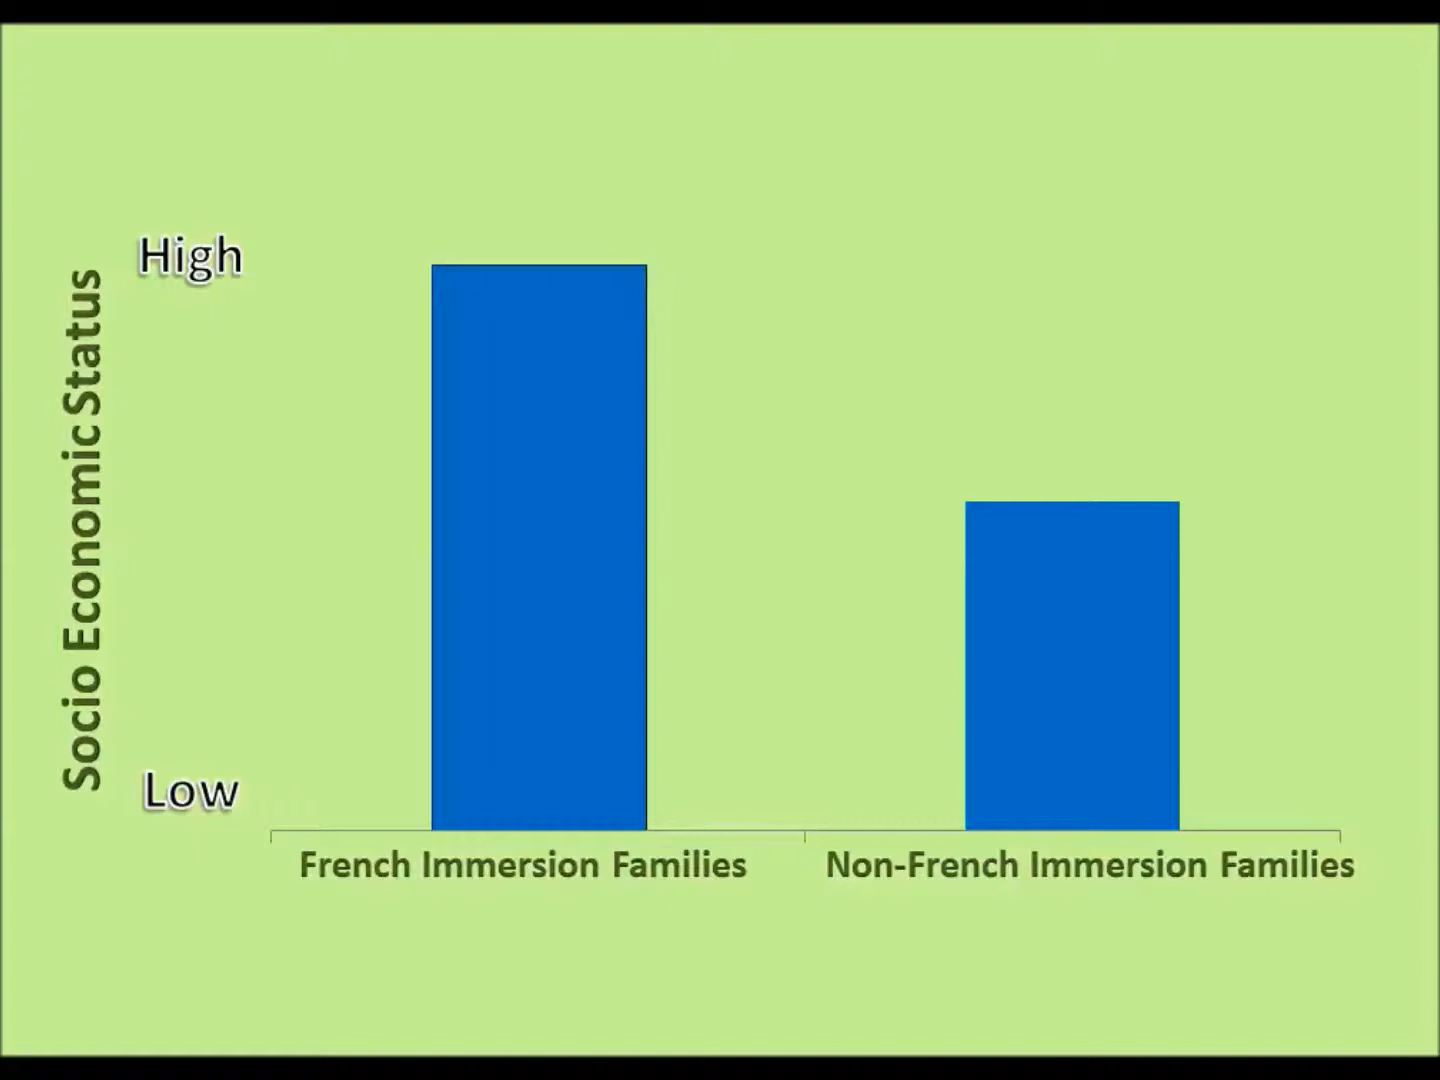 High
Socio Economic Status
Low
French Immersion Families
Non-French Immersion Families